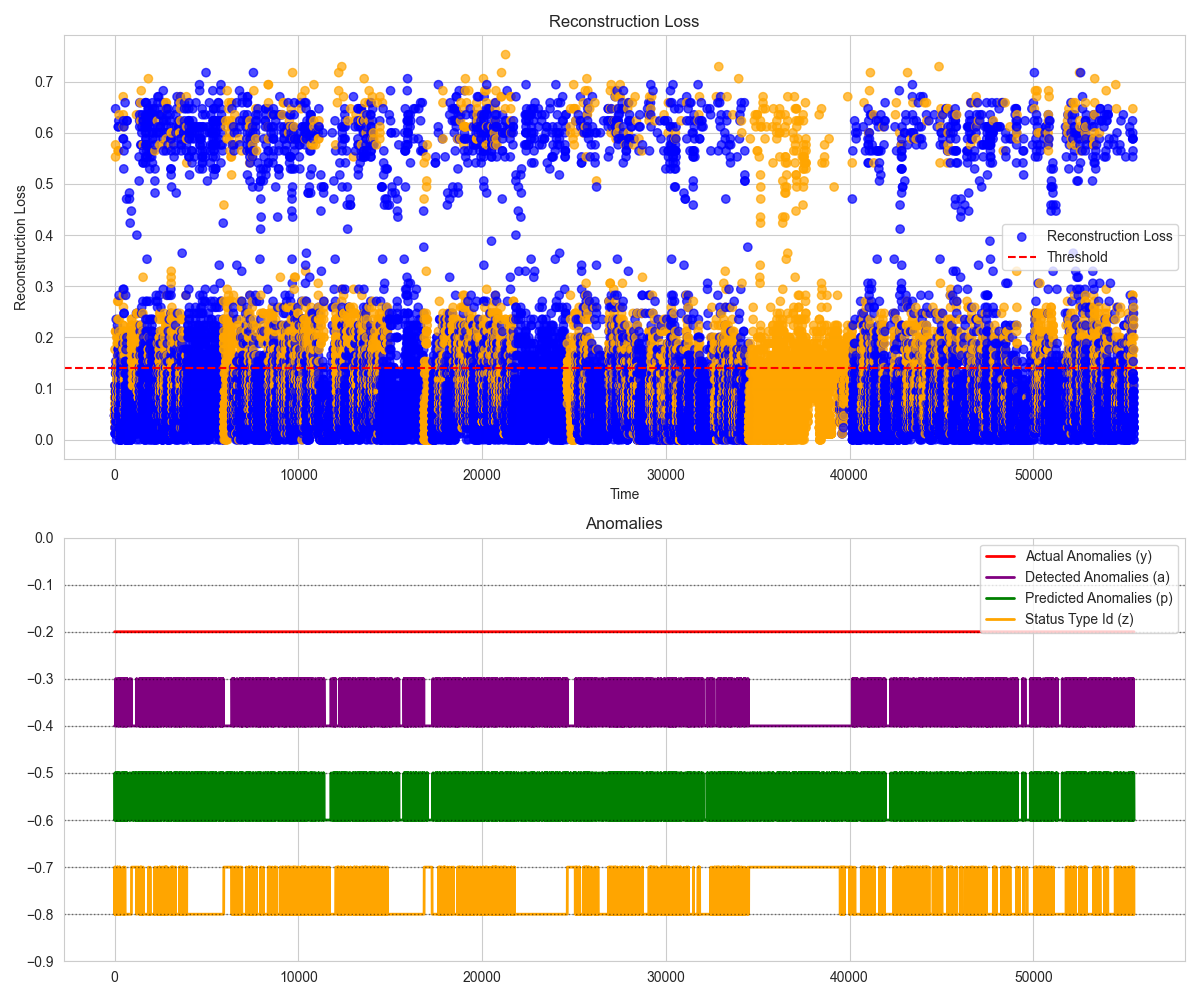 Reconstruction Loss
Reconstruction Loss
0.7
0.6
0.5
0.4
0.3
0.2
0.1
0.0
Reconstruction Loss
Threshold
0 10000 20000 30000 40000 50000
Time
Anomalies
0.0
−0.1
−0.2
−0.3
−0.4
−0.5
−0.6
−0.7
−0.8
−0.9
Actual Anomalies (y)
Detected Anomalies (a)
Predicted Anomalies (p)
Status Type Id (z)
0 10000 20000 30000 40000 50000